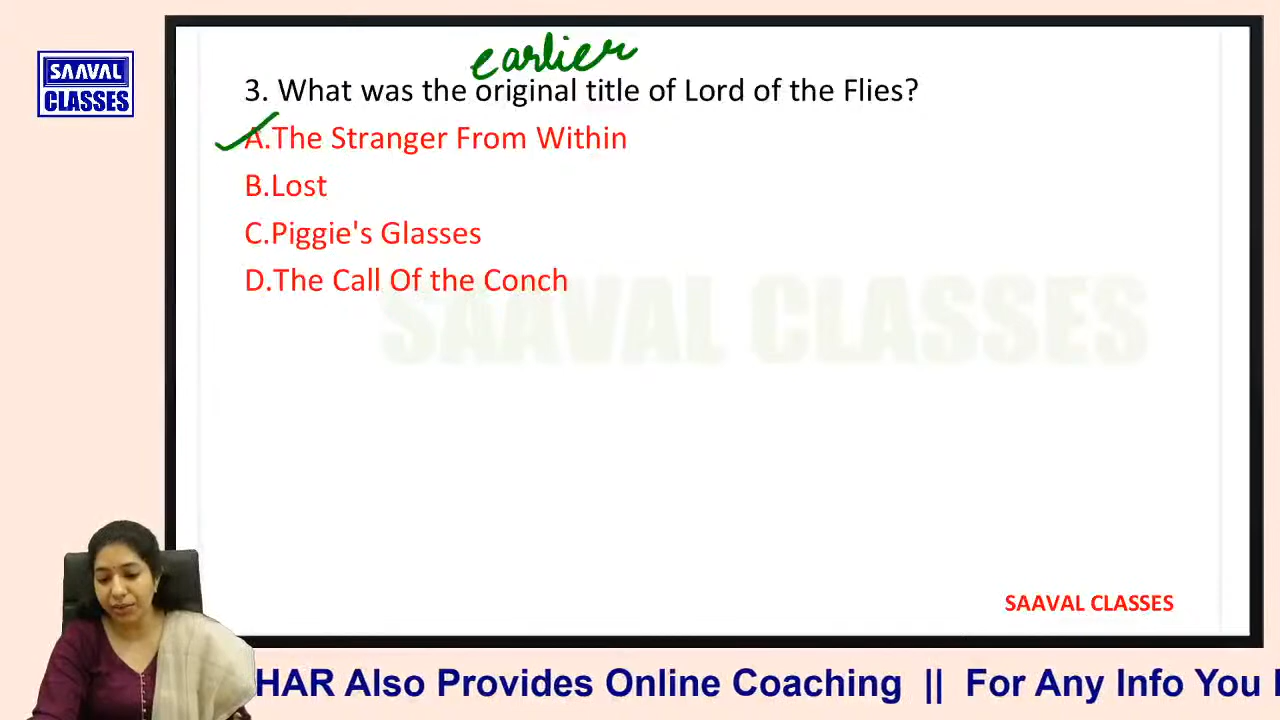 SAAVAL
CLASSES
earlier
3. What was the original title of Lord of the Flies?
A.The Stranger From Within
B.Lost
C.Piggie's Glasses
D.The Call Of the Conch
SAAVAL CLASSES
SAAVAL CLASSES
HAR Also Provides Online Coaching || For Any Info You